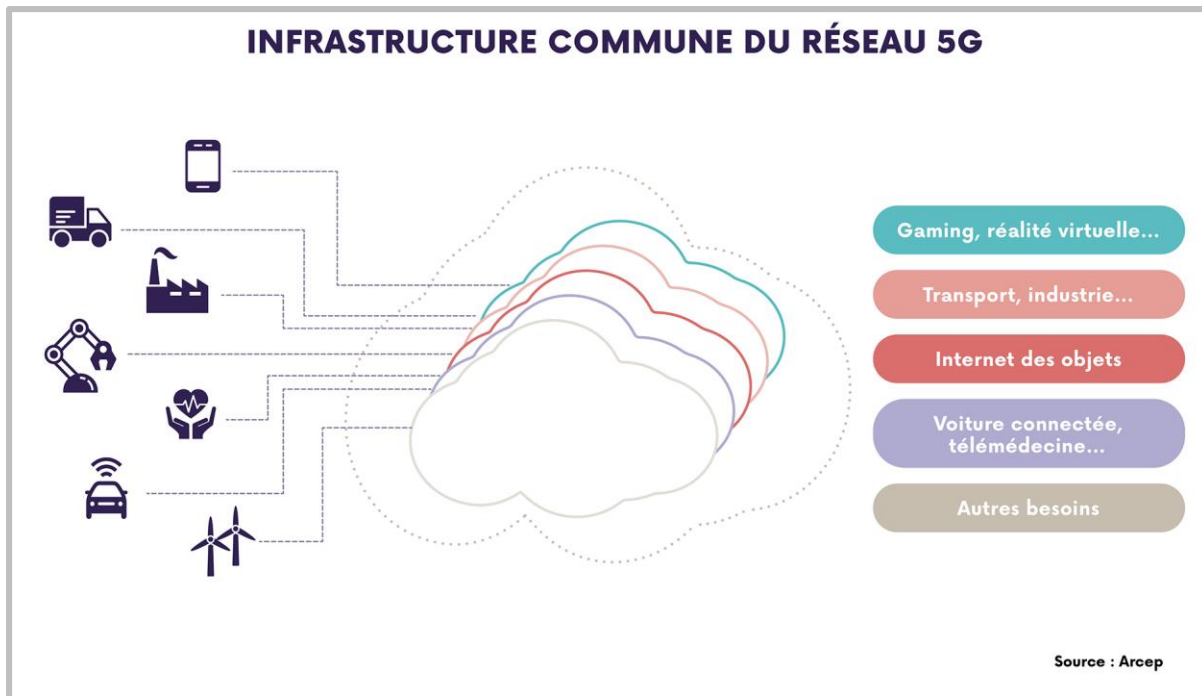 INFRASTRUCTURE COMMUNE DU RÉSEAU 5G
Gaming, réalité virtuelle...
Transport, industrie...
Internet des objets
Voiture connectée,
télémédecine...
Autres besoins
Source : Arcep